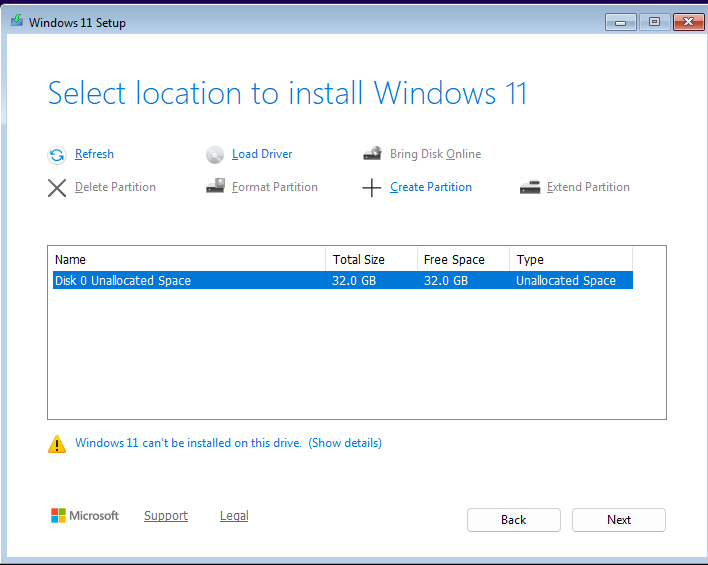 Windows 11 Setup
Select location to install Windows 11
Refresh Load Driver Bring Disk Online
Delete Partition Format Partition Create Partition Extend Partition
Name Total Size Free Space Type
Disk 0 Unallocated Space 32.0 GB 32.0 GB Unallocated Space
Windows 11 can't be installed on this drive. (Show details)
Microsoft Support Legal
Back Next